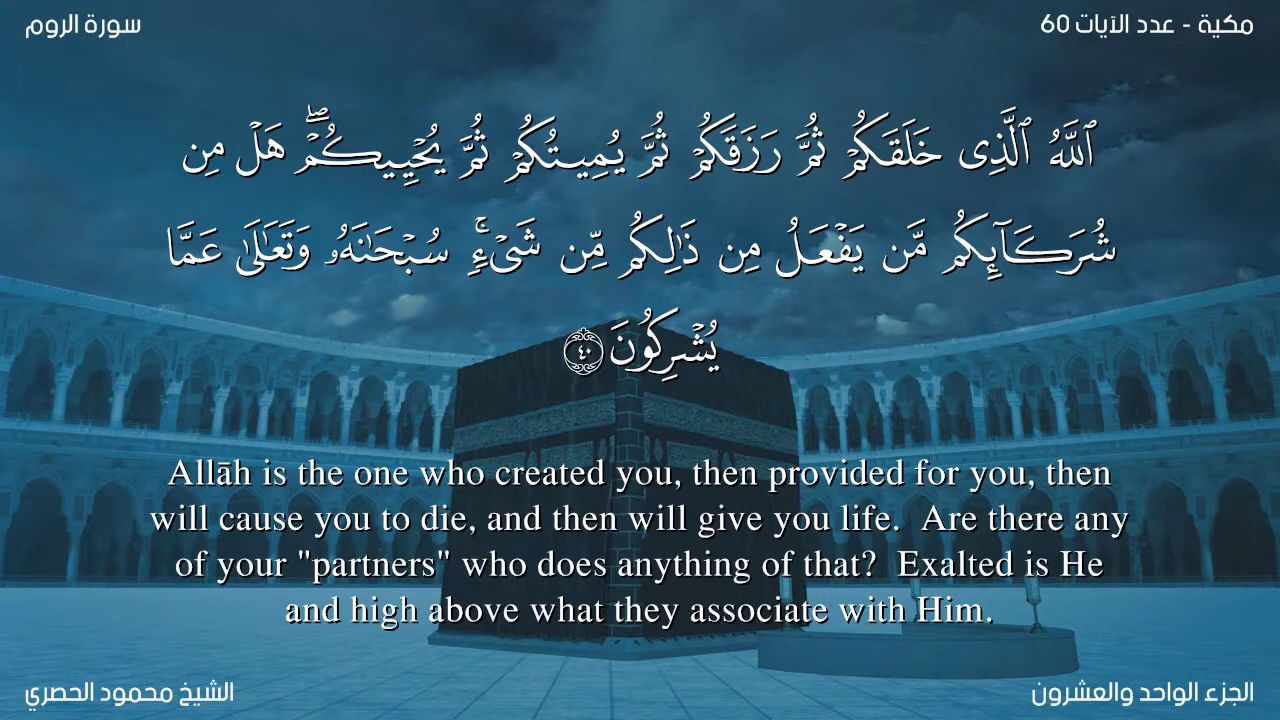 مكية - عدد الآيات 60
سورة الروم
ٱللَّهُ ٱلَّذِى خَلَقَكُمْ ثُمَّ رَزَقَكُمْ ثُمَّ يُمِيتُكُمْ ثُمَّ يُحْيِيكُمْ ۖ هَلْ مِن
شُرَكَآئِكُم مَّن يَفْعَلُ مِن ذَٰلِكُم مِّن شَىْءٍ ۚ سُبْحَٰنَهُۥ وَتَعَٰلَىٰ عَمَّا
يُشْرِكُونَ ٤٠
Allāh is the one who created you, then provided for you, then
will cause you to die, and then will give you life. Are there any
of your "partners" who does anything of that? Exalted is He
and high above what they associate with Him.
الجزء الواحد والعشرون
الشيخ محمود الحصري